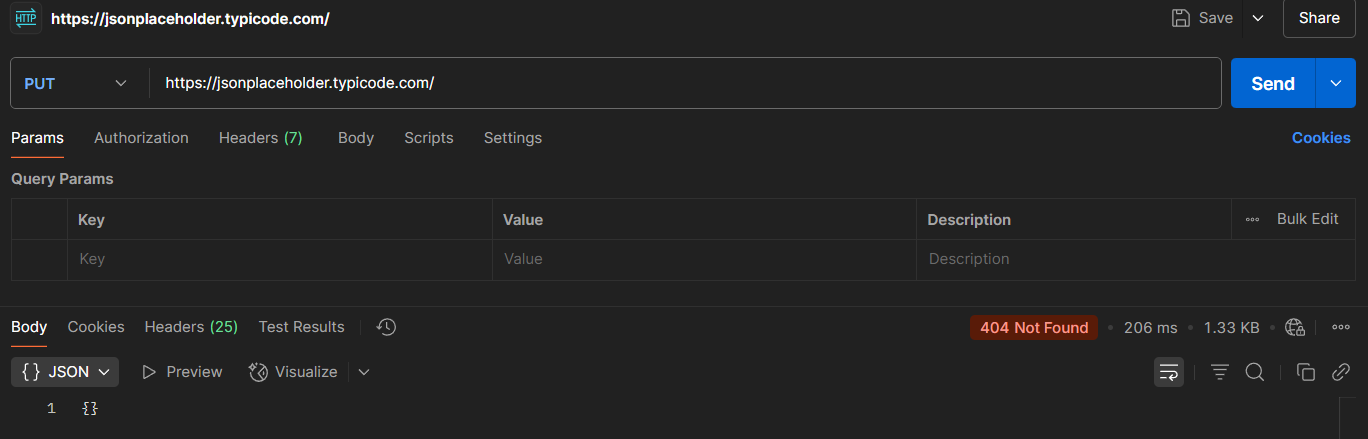 HTTP https://jsonplaceholder.typicode.com/ Save Share
PUT https://jsonplaceholder.typicode.com/ Send
Params Authorization Headers (7) Body Scripts Settings Cookies
Query Params
Key Value Description Bulk Edit
Key Value Description
Body Cookies Headers (25) Test Results 404 Not Found • 206 ms • 1.33 KB •
{} JSON Preview Visualize
1 {}